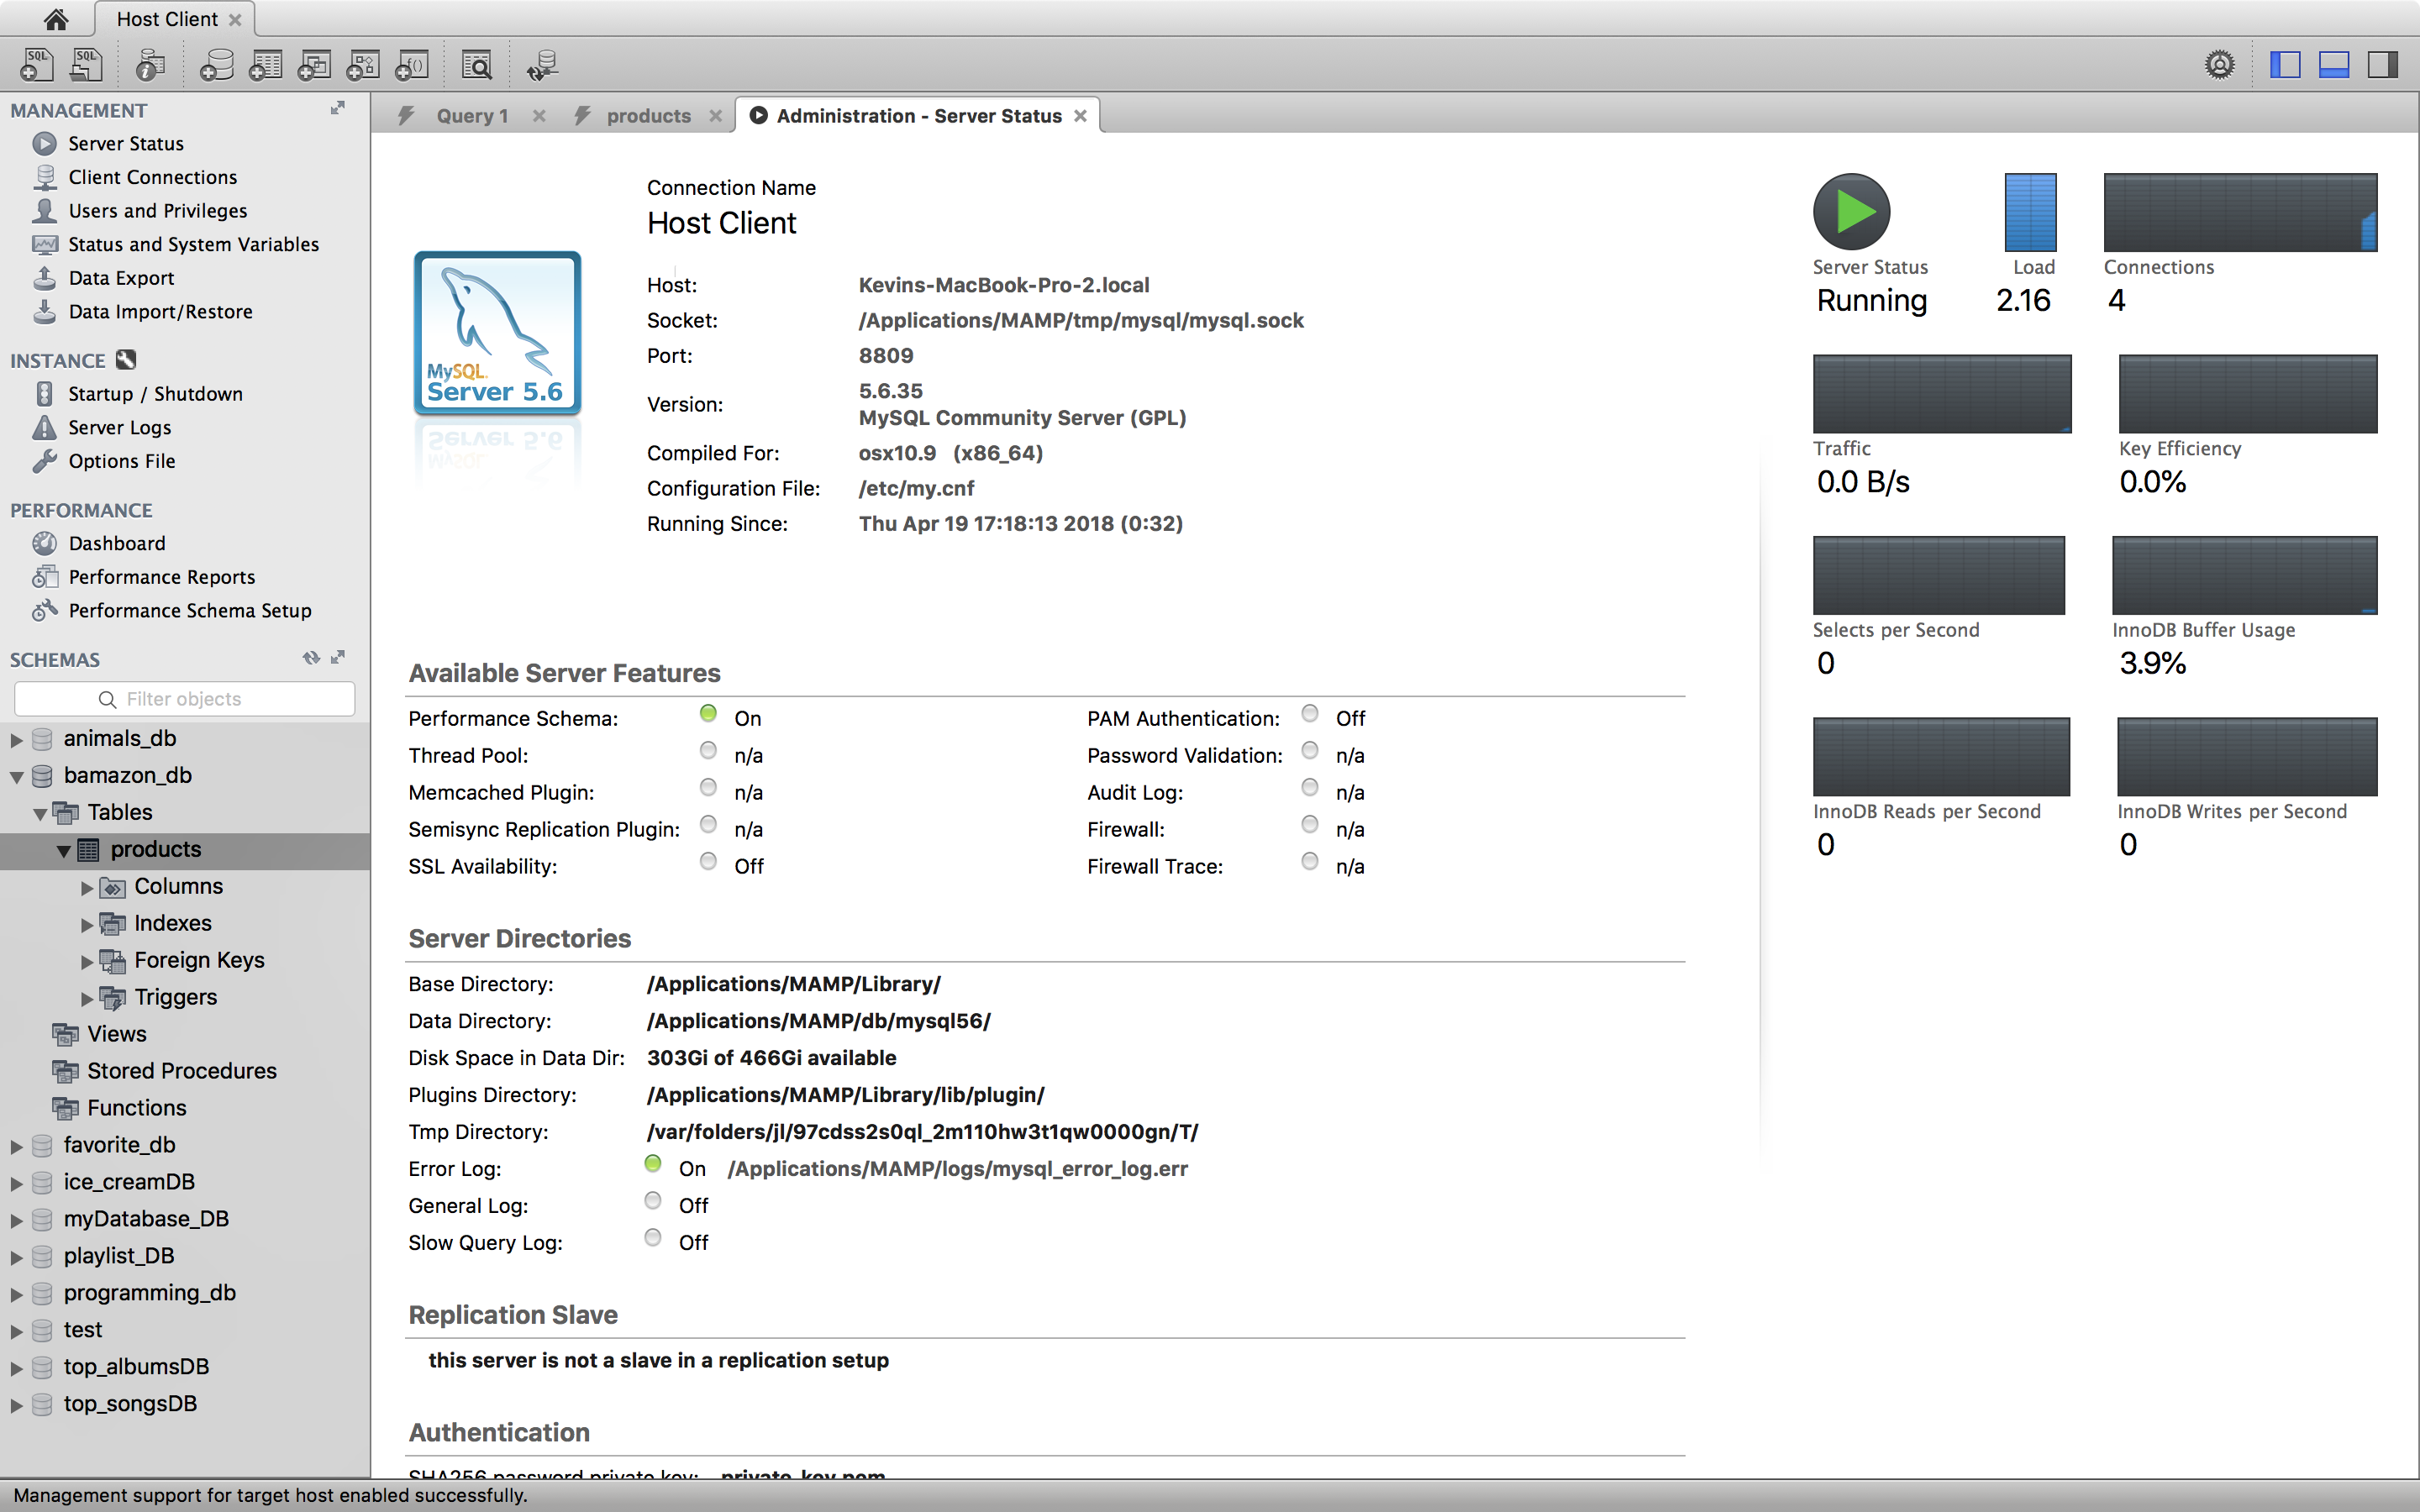 Host Client
SQL SQL
MANAGEMENT
Server Status
Client Connections
Users and Privileges
Status and System Variables
Data Export
Data Import/Restore
INSTANCE
Startup / Shutdown
Server Logs
Options File
PERFORMANCE
Dashboard
Performance Reports
Performance Schema Setup
SCHEMAS
Filter objects
animals_db
bamazon_db
Tables
products
Columns
Indexes
Foreign Keys
Triggers
Views
Stored Procedures
Functions
favorite_db
ice_creamDB
myDatabase_DB
playlist_DB
programming_db
test
top_albumsDB
top_songsDB
Query 1 products Administration - Server Status
Connection Name
Host Client
MySQL
Server 5.6
Host: Kevins-MacBook-Pro-2.local
Socket: /Applications/MAMP/tmp/mysql/mysql.sock
Port: 8809
Version: 5.6.35
MySQL Community Server (GPL)
Compiled For: osx10.9 (x86_64)
Configuration File: /etc/my.cnf
Running Since: Thu Apr 19 17:18:13 2018 (0:32)
Available Server Features
Performance Schema: On PAM Authentication: Off
Thread Pool: n/a Password Validation: n/a
Memcached Plugin: n/a Audit Log: n/a
Semisync Replication Plugin: n/a Firewall: n/a
SSL Availability: Off Firewall Trace: n/a
Server Directories
Base Directory: /Applications/MAMP/Library/
Data Directory: /Applications/MAMP/db/mysql56/
Disk Space in Data Dir: 303Gi of 466Gi available
Plugins Directory: /Applications/MAMP/Library/lib/plugin/
Tmp Directory: /var/folders/jl/97cdss2s0ql_2m110hw3t1qw0000gn/T/
Error Log: On /Applications/MAMP/logs/mysql_error_log.err
General Log: Off
Slow Query Log: Off
Replication Slave
this server is not a slave in a replication setup
Authentication
SHA256 password private key: private_key.pem
Server Status Load Connections
Running 2.16 4
Traffic Key Efficiency
0.0 B/s 0.0%
Selects per Second InnoDB Buffer Usage
0 3.9%
InnoDB Reads per Second InnoDB Writes per Second
0 0
Management support for target host enabled successfully.